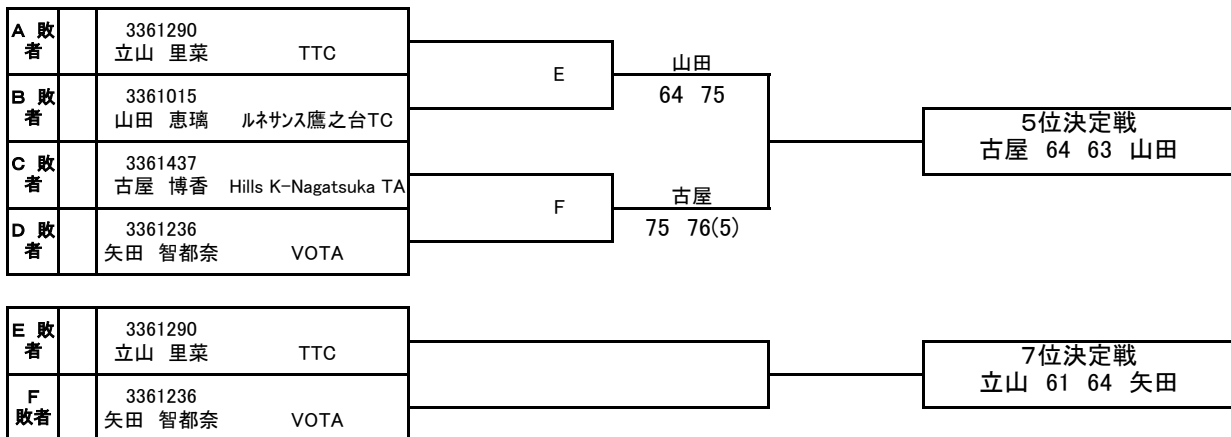 A 敗者
3361290
立山 里菜 TTC
B 敗者
3361015
山田 恵璃 ルネサンス鷹之台TC
C 敗者
3361437
古屋 博香 Hills K-Nagatsuka TA
D 敗者
3361236
矢田 智都奈 VOTA
E
山田
64 75
F
古屋
75 76(5)
5位決定戦
古屋 64 63 山田
E 敗者
3361290
立山 里菜 TTC
F 敗者
3361236
矢田 智都奈 VOTA
7位決定戦
立山 61 64 矢田